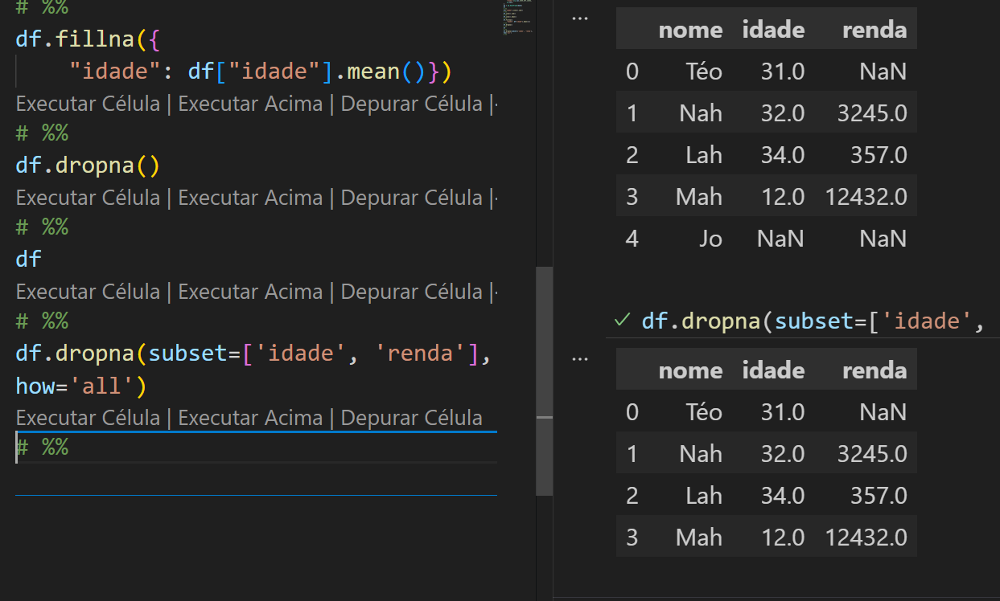 # %%
df.fillna({
    "idade": df["idade"].mean()})
Executar Célula | Executar Acima | Depurar Célula |
# %%
df.dropna()
Executar Célula | Executar Acima | Depurar Célula |
# %%
df
Executar Célula | Executar Acima | Depurar Célula |
# %%
df.dropna(subset=['idade', 'renda'],
how='all')
Executar Célula | Executar Acima | Depurar Célula
# %%
... nome idade renda
0 Téo 31.0 NaN
1 Nah 32.0 3245.0
2 Lah 34.0 357.0
3 Mah 12.0 12432.0
4 Jo NaN NaN
✓ df.dropna(subset=['idade',
... nome idade renda
0 Téo 31.0 NaN
1 Nah 32.0 3245.0
2 Lah 34.0 357.0
3 Mah 12.0 12432.0